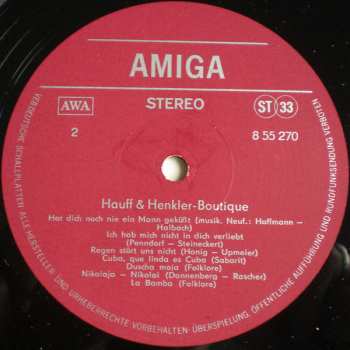 AMIGA
AWA
STEREO
ST 33
2
8 55 270
Hauff & Henkler-Boutique
Hat dich noch nie ein Mann geküßt (musik. Neuf.: Hoffmann –
Halbach)
Ich hab mich nicht in dich verliebt
(Penndorf – Steineckert)
Regen stört uns nicht (Honig – Upmeier)
Cuba, que linda es Cuba (Saborit)
Duscha maja (Folklore)
Nikolaja – Nikolai (Dannenberg – Rascher)
La Bamba (Folklore)
VEB DEUTSCHE SCHALLPLATTEN ALLE HERSTELLER- UND URHEBERRECHTE VORBEHALTEN · ÜBERSPIELUNG, ÖFFENTLICHE AUFFÜHRUNG UND RUNDFUNKSENDUNG VERBOTEN